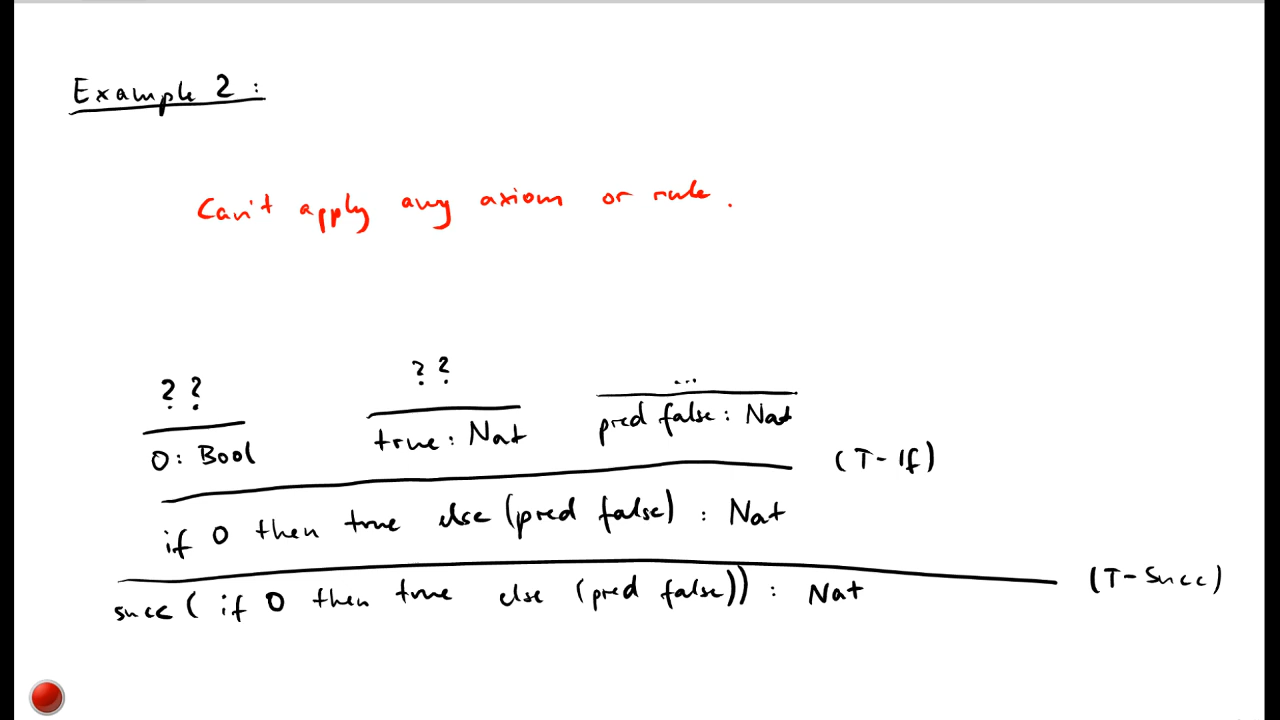 Example 2 :
Can't apply any axiom or rule .
? ? ? ? ...
0 : Bool true : Nat pred false : Nat
(T-If)
if 0 then true else (pred false) : Nat
succ ( if 0 then true else (pred false)) : Nat (T-Succ)